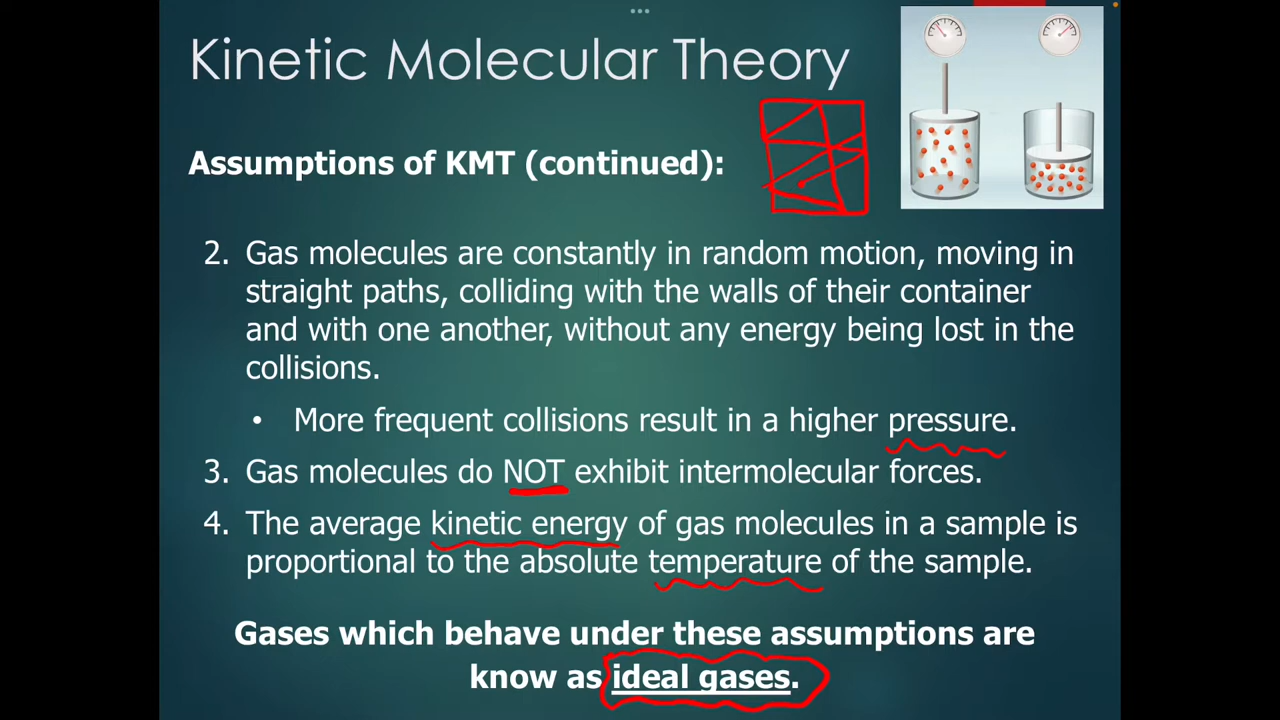 Kinetic Molecular Theory
Assumptions of KMT (continued):
2. Gas molecules are constantly in random motion, moving in
straight paths, colliding with the walls of their container
and with one another, without any energy being lost in the
collisions.
• More frequent collisions result in a higher pressure.
3. Gas molecules do NOT exhibit intermolecular forces.
4. The average kinetic energy of gas molecules in a sample is
proportional to the absolute temperature of the sample.
Gases which behave under these assumptions are
know as ideal gases.